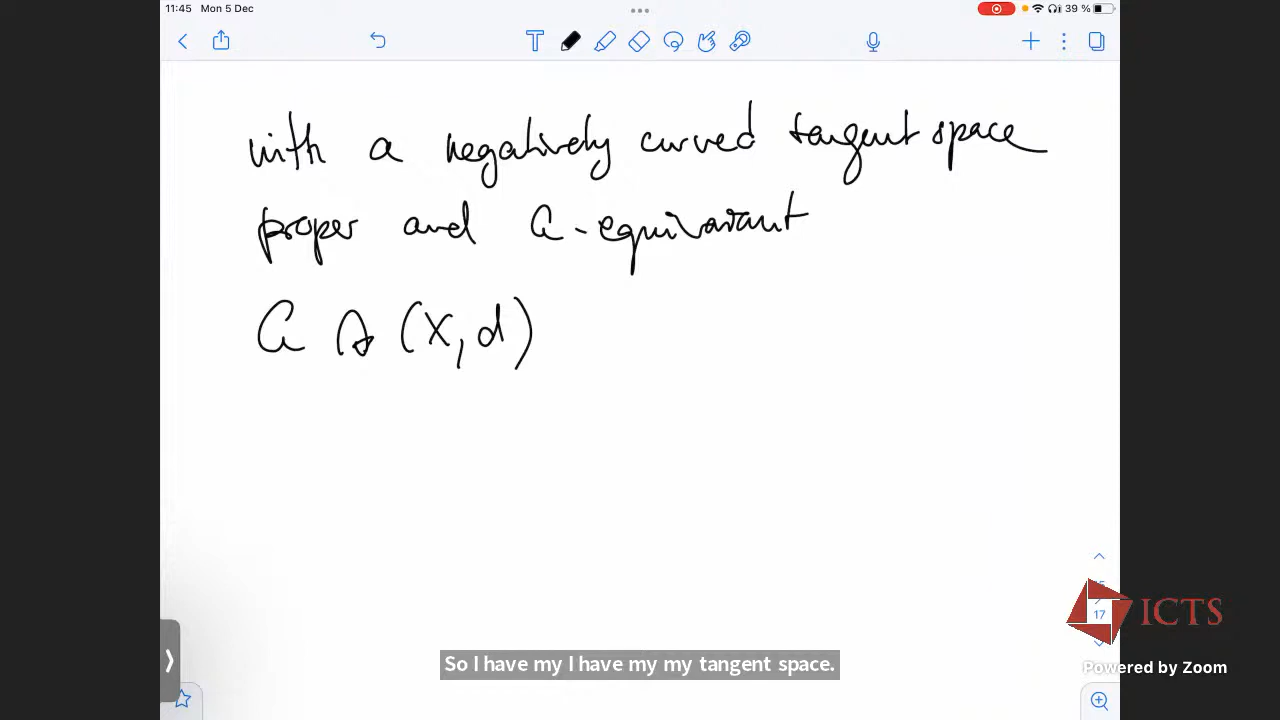 11:45 Mon 5 Dec
39 %
with a negatively curved tangent space
proper and G-equivariant
G (X, d)
17
ICTS
So I have my I have my my tangent space.
Powered by Zoom